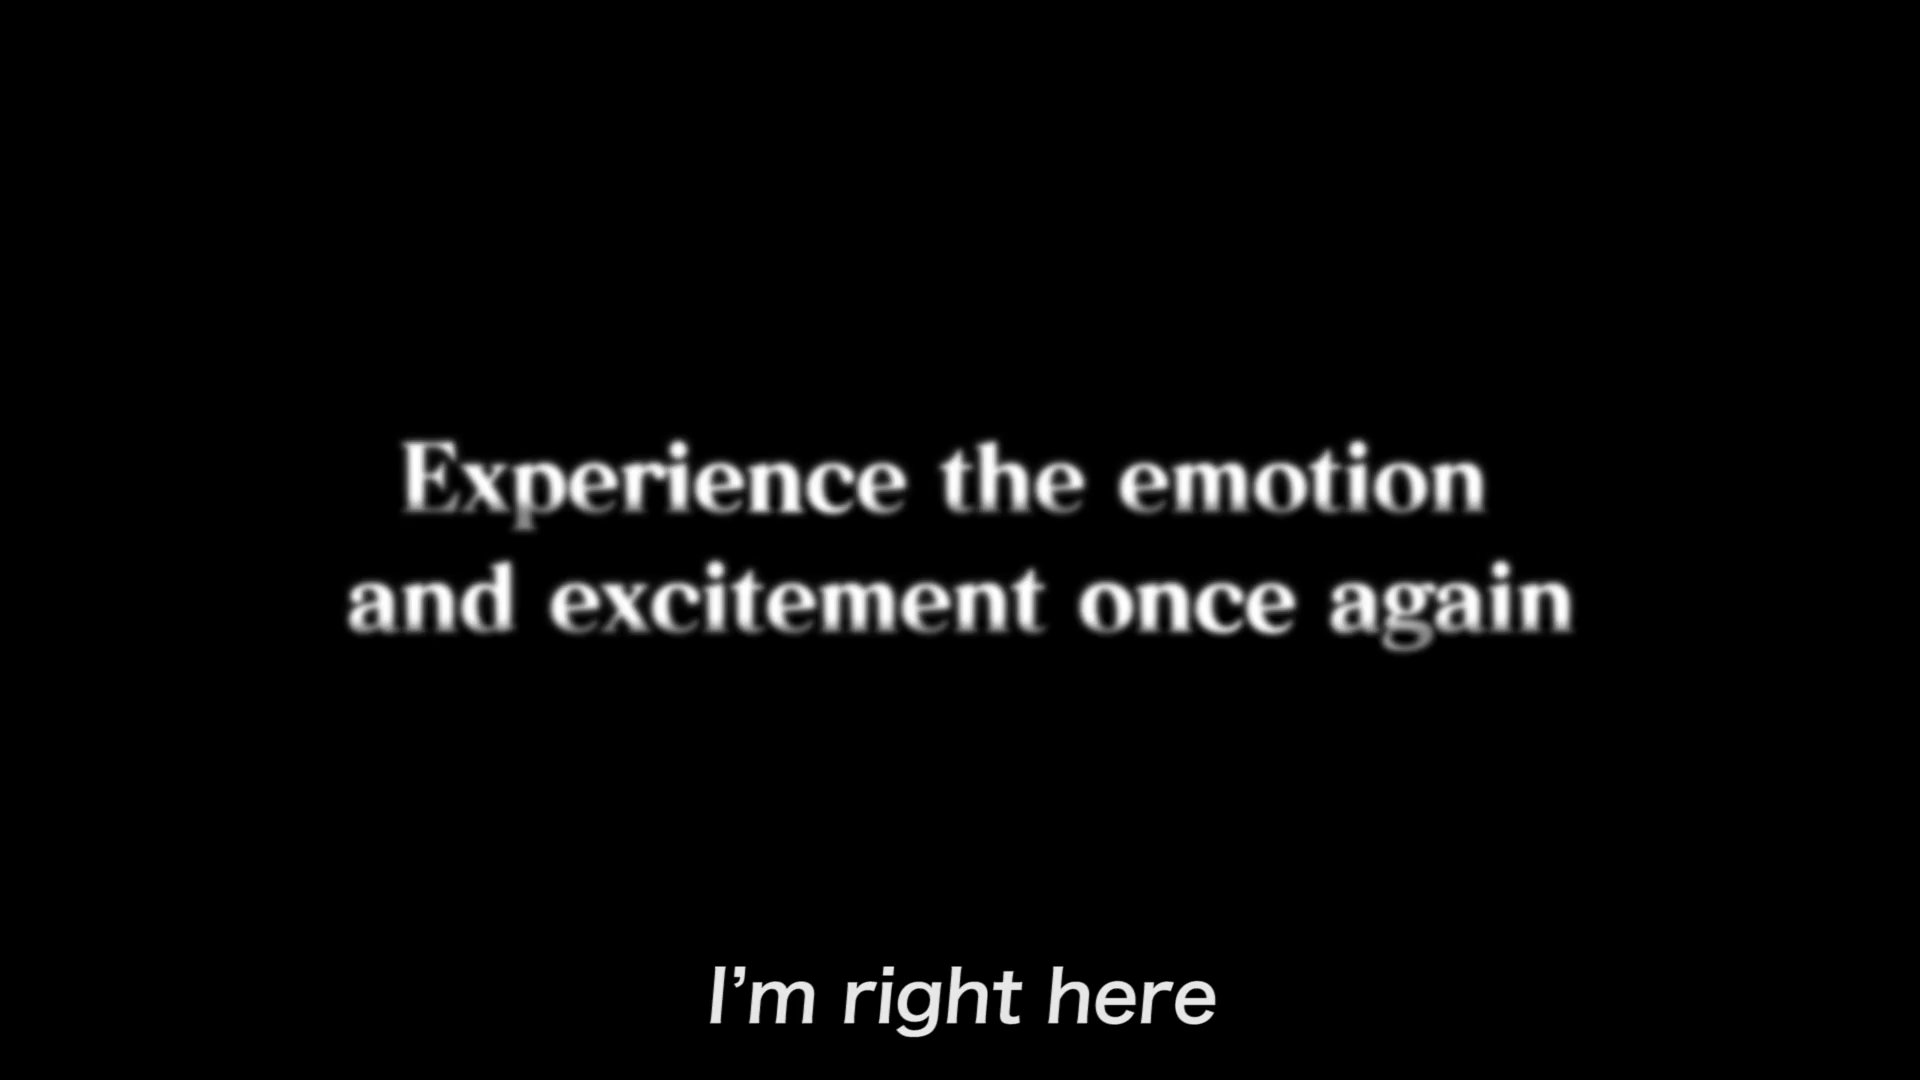 Experience the emotion
and excitement once again
I’m right here